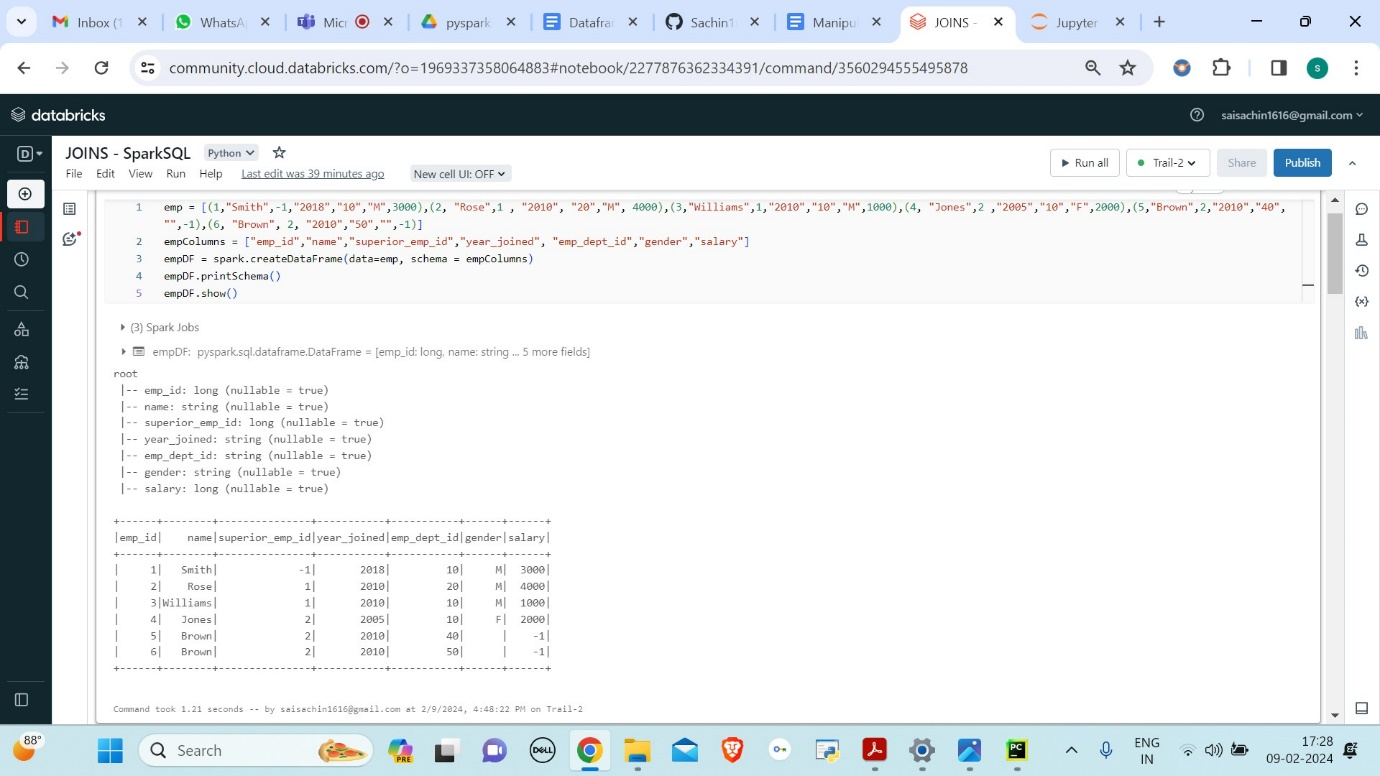 Inbox (1
WhatsA
Micr
pyspark
Datafra
Sachin1
Manipul
JOINS -
Jupyter
community.cloud.databricks.com/?o=1969337358064883#notebook/2277876362334391/command/3560294555495878
S
databricks
saisachin1616@gmail.com
D
JOINS - SparkSQL Python
File Edit View Run Help Last edit was 39 minutes ago New cell UI: OFF
Run all Trail-2 Share Publish
1 emp = [(1,"Smith",-1,"2018","10","M",3000),(2, "Rose",1 , "2010", "20","M", 4000),(3,"Williams",1,"2010","10","M",1000),(4, "Jones",2 ,"2005","10","F",2000),(5,"Brown",2,"2010","40",
"",-1),(6, "Brown", 2, "2010","50","",-1)]
2 empColumns = ["emp_id","name","superior_emp_id","year_joined", "emp_dept_id","gender","salary"]
3 empDF = spark.createDataFrame(data=emp, schema = empColumns)
4 empDF.printSchema()
5 empDF.show()
(3) Spark Jobs
empDF: pyspark.sql.dataframe.DataFrame = [emp_id: long, name: string ... 5 more fields]
root
|-- emp_id: long (nullable = true)
|-- name: string (nullable = true)
|-- superior_emp_id: long (nullable = true)
|-- year_joined: string (nullable = true)
|-- emp_dept_id: string (nullable = true)
|-- gender: string (nullable = true)
|-- salary: long (nullable = true)
+------+--------+---------------+-----------+-----------+------+------+
|emp_id|    name|superior_emp_id|year_joined|emp_dept_id|gender|salary|
+------+--------+---------------+-----------+-----------+------+------+
|     1|   Smith|             -1|       2018|         10|     M|  3000|
|     2|    Rose|              1|       2010|         20|     M|  4000|
|     3|Williams|              1|       2010|         10|     M|  1000|
|     4|   Jones|              2|       2005|         10|     F|  2000|
|     5|   Brown|              2|       2010|         40|      |    -1|
|     6|   Brown|              2|       2010|         50|      |    -1|
+------+--------+---------------+-----------+-----------+------+------+
Command took 1.21 seconds -- by saisachin1616@gmail.com at 2/9/2024, 4:48:22 PM on Trail-2
88°
Search
PRE
DELL
PC
ENG
IN
17:28
09-02-2024